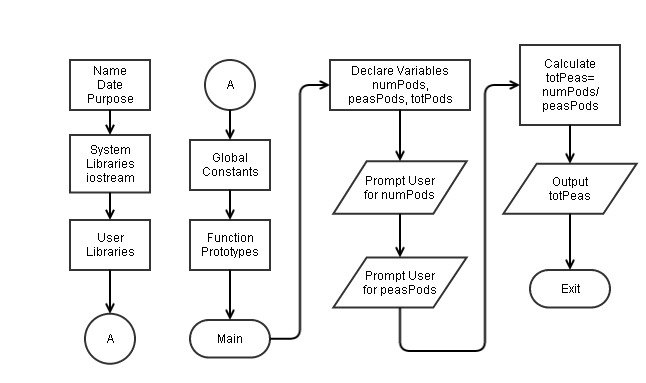 Name
Date
Purpose
System
Libraries
iostream
User
Libraries
A
A
Global
Constants
Function
Prototypes
Main
Declare Variables
numPods,
peasPods, totPods
Prompt User
for numPods
Prompt User
for peasPods
Calculate
totPeas=
numPods/
peasPods
Output
totPeas
Exit